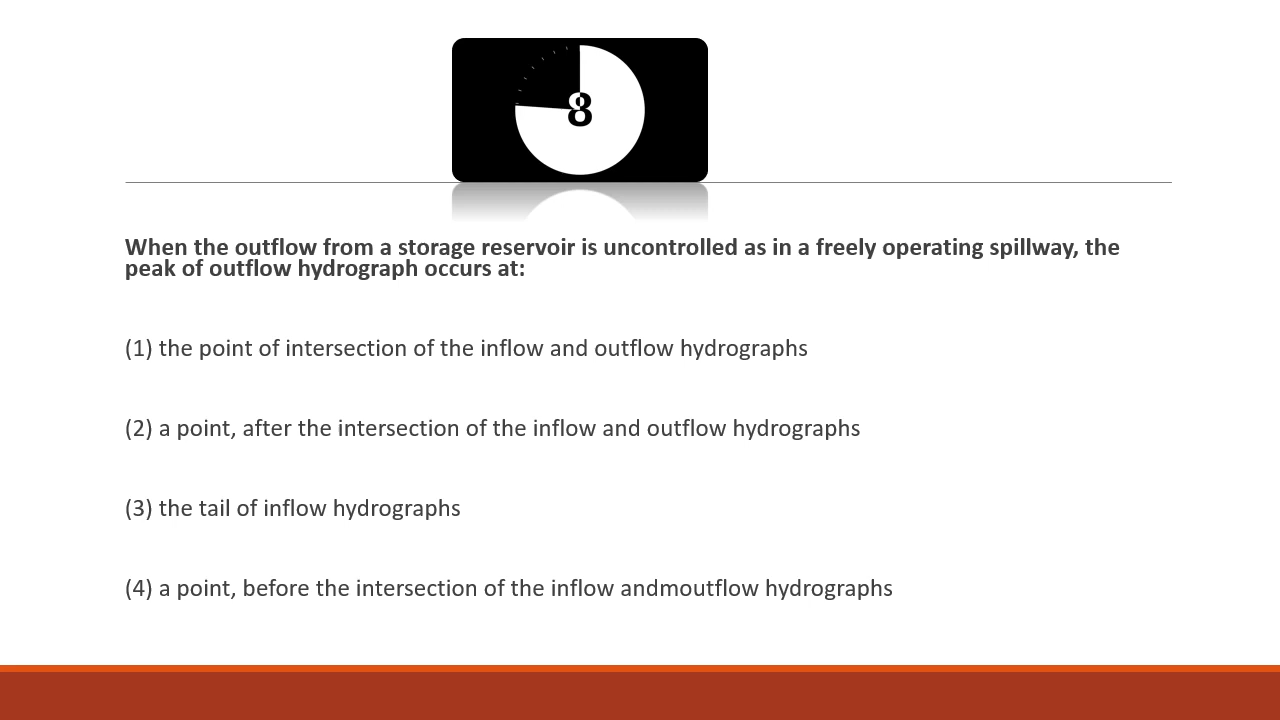 8
When the outflow from a storage reservoir is uncontrolled as in a freely operating spillway, the
peak of outflow hydrograph occurs at:
(1) the point of intersection of the inflow and outflow hydrographs
(2) a point, after the intersection of the inflow and outflow hydrographs
(3) the tail of inflow hydrographs
(4) a point, before the intersection of the inflow andmoutflow hydrographs